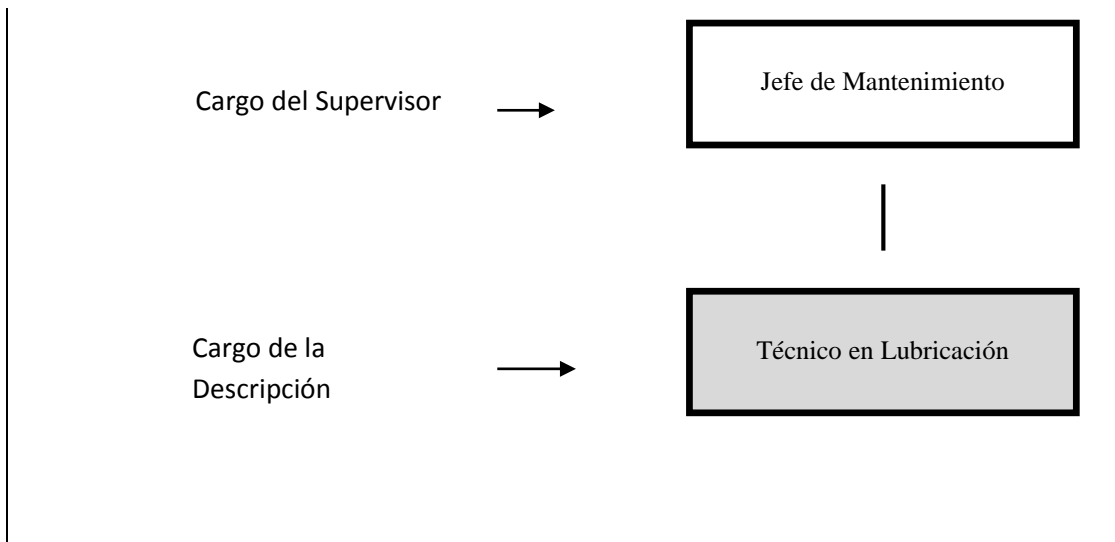 Jefe de Mantenimiento
Cargo del Supervisor
Cargo de la
Descripción
Técnico en Lubricación